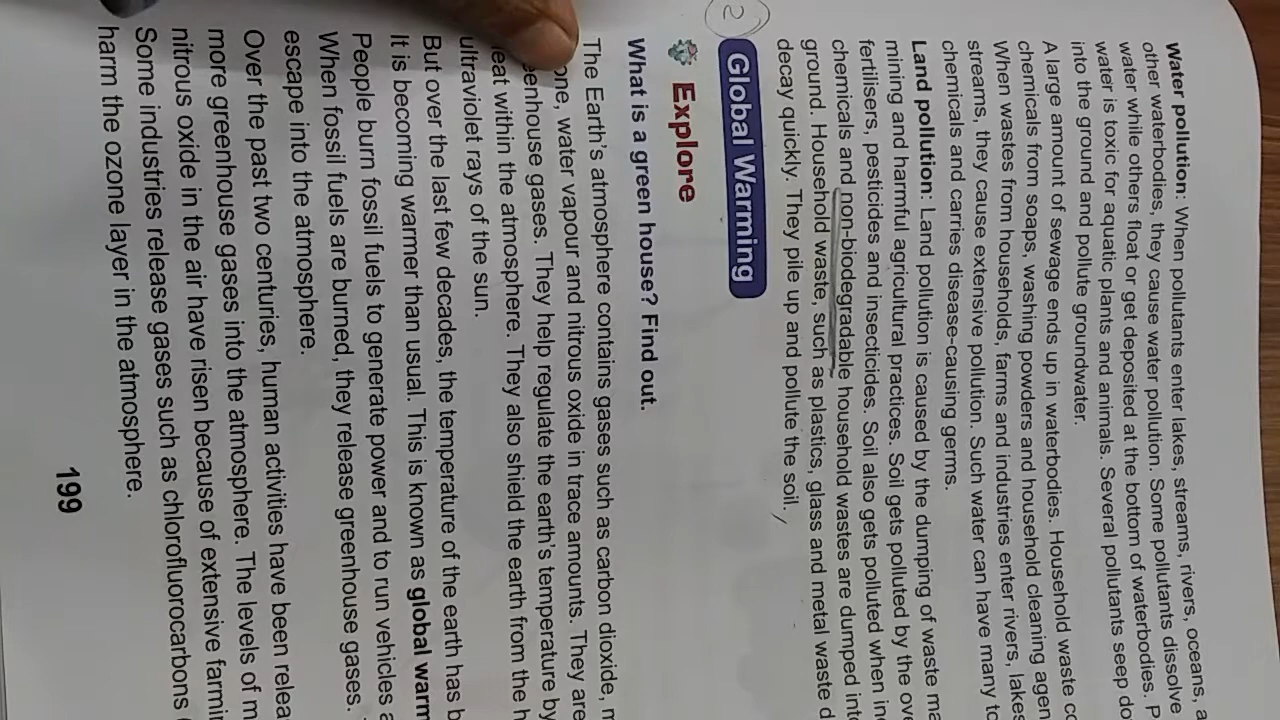 Water pollution: When pollutants enter lakes, streams, rivers, oceans, a
other waterbodies, they cause water pollution. Some pollutants dissolve
water while others float or get deposited at the bottom of waterbodies. P
water is toxic for aquatic plants and animals. Several pollutants seep do
into the ground and pollute groundwater.
A large amount of sewage ends up in waterbodies. Household waste co
chemicals from soaps, washing powders and household cleaning agen
When wastes from households, farms and industries enter rivers, lakes
streams, they cause extensive pollution. Such water can have many to
chemicals and carries disease-causing germs.
Land pollution: Land pollution is caused by the dumping of waste ma
mining and harmful agricultural practices. Soil gets polluted by the ove
fertilisers, pesticides and insecticides. Soil also gets polluted when in
chemicals and non-biodegradable household wastes are dumped int
ground. Household waste, such as plastics, glass and metal waste d
decay quickly. They pile up and pollute the soil.
2
Global Warming
Explore
What is a green house? Find out.
The Earth's atmosphere contains gases such as carbon dioxide, m
one, water vapour and nitrous oxide in trace amounts. They are
eenhouse gases. They help regulate the earth's temperature by
eat within the atmosphere. They also shield the earth from the h
ultraviolet rays of the sun.
But over the last few decades, the temperature of the earth has b
It is becoming warmer than usual. This is known as global warm
People burn fossil fuels to generate power and to run vehicles a
When fossil fuels are burned, they release greenhouse gases.
escape into the atmosphere.
Over the past two centuries, human activities have been relea
more greenhouse gases into the atmosphere. The levels of m
nitrous oxide in the air have risen because of extensive farmin
Some industries release gases such as chlorofluorocarbons (
harm the ozone layer in the atmosphere.
199